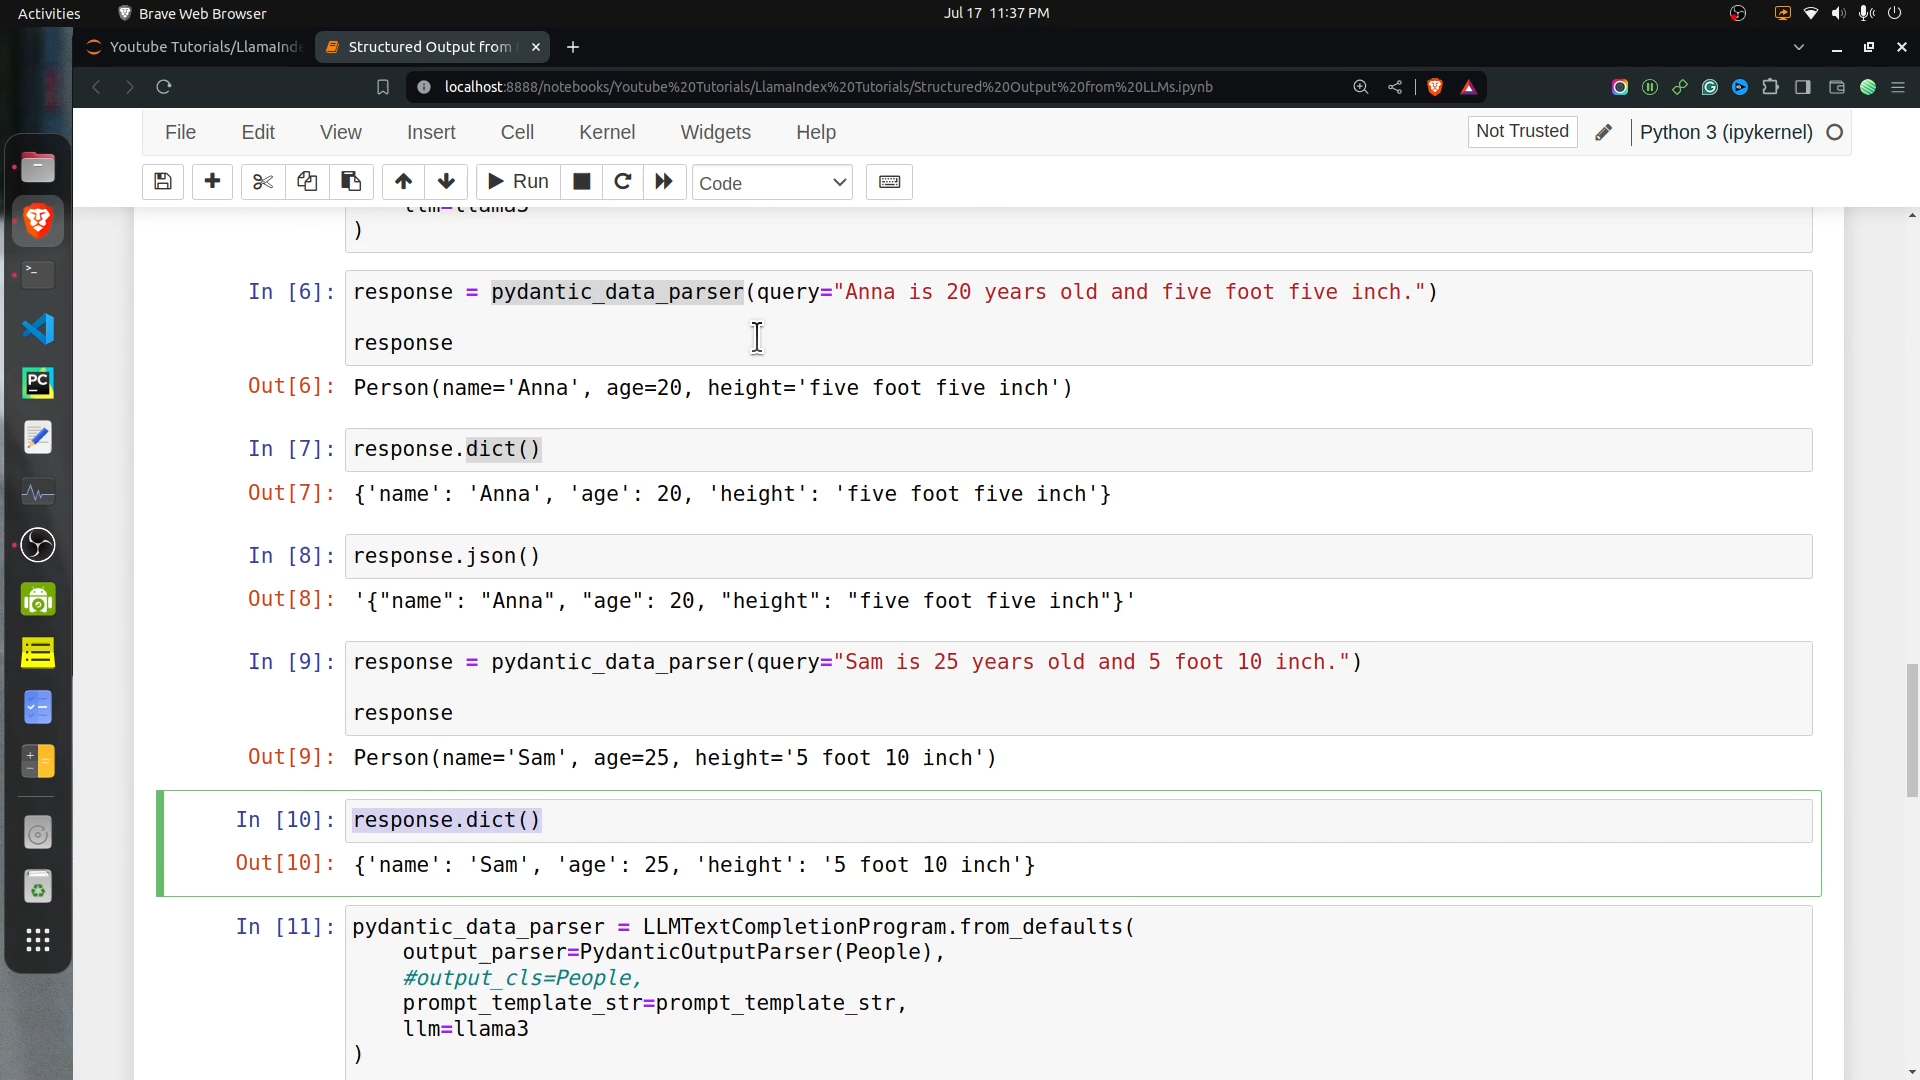 Activities
Brave Web Browser
Jul 17 11:37 PM
Youtube Tutorials/LlamaInde
Structured Output from
localhost:8888/notebooks/Youtube%20Tutorials/LlamaIndex%20Tutorials/Structured%20Output%20from%20LLMs.ipynb
File Edit View Insert Cell Kernel Widgets Help
Not Trusted
Python 3 (ipykernel)
Run
Code
llm=llama3
)
In [6]: response = pydantic_data_parser(query="Anna is 20 years old and five foot five inch.")
response
Out[6]: Person(name='Anna', age=20, height='five foot five inch')
In [7]: response.dict()
Out[7]: {'name': 'Anna', 'age': 20, 'height': 'five foot five inch'}
In [8]: response.json()
Out[8]: '{"name": "Anna", "age": 20, "height": "five foot five inch"}'
In [9]: response = pydantic_data_parser(query="Sam is 25 years old and 5 foot 10 inch.")
response
Out[9]: Person(name='Sam', age=25, height='5 foot 10 inch')
In [10]: response.dict()
Out[10]: {'name': 'Sam', 'age': 25, 'height': '5 foot 10 inch'}
In [11]: pydantic_data_parser = LLMTextCompletionProgram.from_defaults(
output_parser=PydanticOutputParser(People),
#output_cls=People,
prompt_template_str=prompt_template_str,
llm=llama3
)